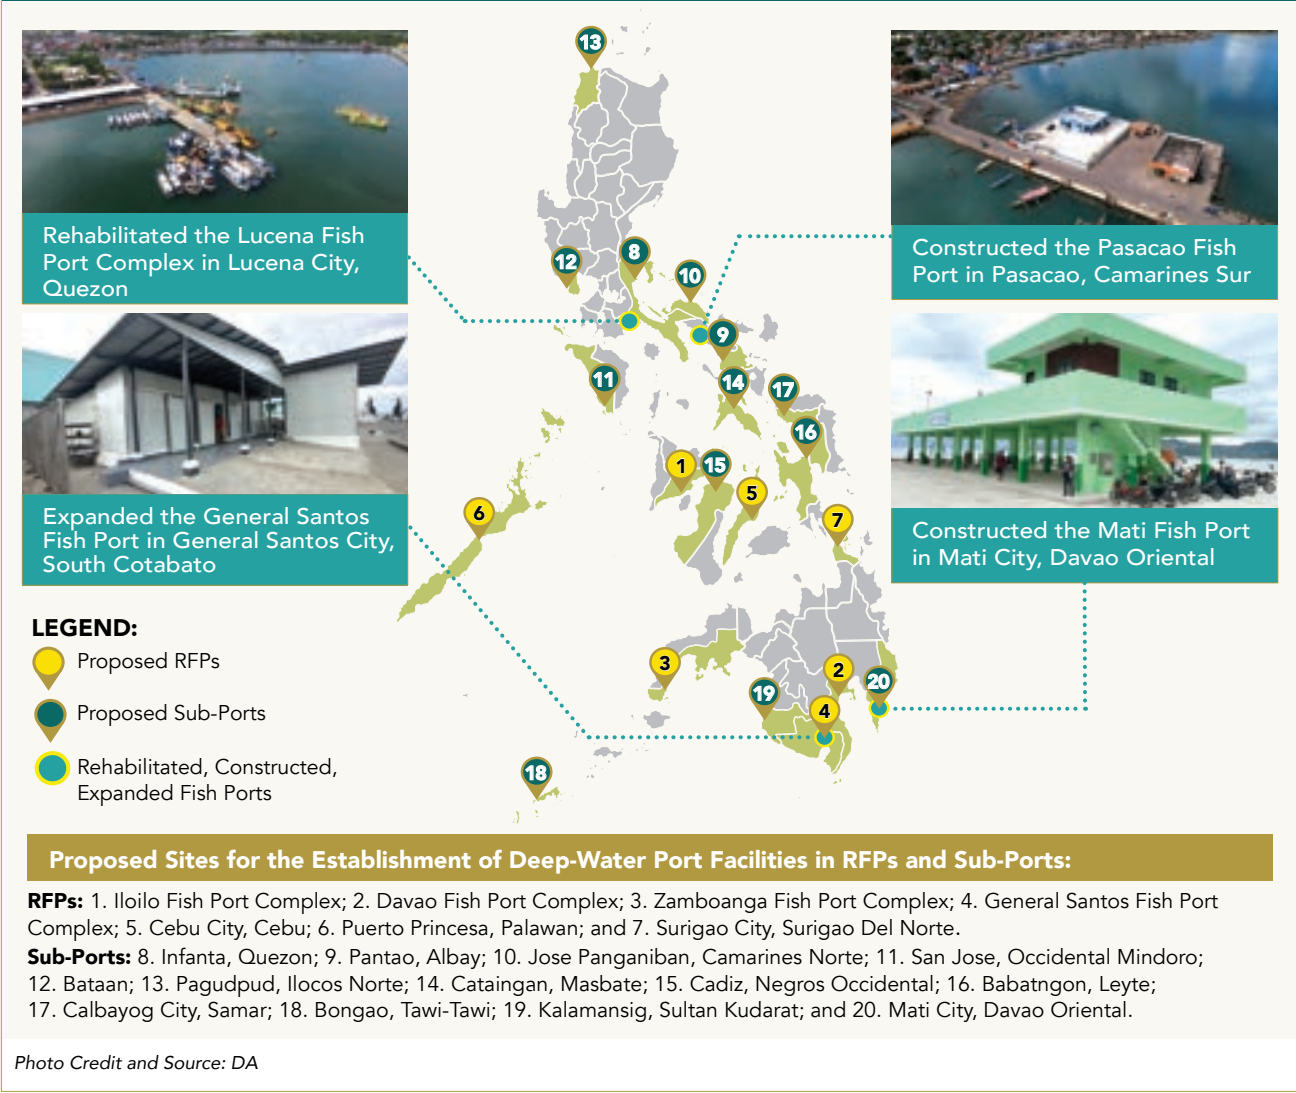 13
Rehabilitated the Lucena Fish
Port Complex in Lucena City,
Quezon
Constructed the Pasacao Fish
Port in Pasacao, Camarines Sur
12
8
10
9
11
14
17
16
1
15
5
6
7
Expanded the General Santos
Fish Port in General Santos City,
South Cotabato
Constructed the Mati Fish Port
in Mati City, Davao Oriental
3
2
20
19
4
18
LEGEND:
Proposed RFPs
Proposed Sub-Ports
Rehabilitated, Constructed,
Expanded Fish Ports
Proposed Sites for the Establishment of Deep-Water Port Facilities in RFPs and Sub-Ports:
RFPs: 1. Iloilo Fish Port Complex; 2. Davao Fish Port Complex; 3. Zamboanga Fish Port Complex; 4. General Santos Fish Port
Complex; 5. Cebu City, Cebu; 6. Puerto Princesa, Palawan; and 7. Surigao City, Surigao Del Norte.
Sub-Ports: 8. Infanta, Quezon; 9. Pantao, Albay; 10. Jose Panganiban, Camarines Norte; 11. San Jose, Occidental Mindoro;
12. Bataan; 13. Pagudpud, Ilocos Norte; 14. Cataingan, Masbate; 15. Cadiz, Negros Occidental; 16. Babatngon, Leyte;
17. Calbayog City, Samar; 18. Bongao, Tawi-Tawi; 19. Kalamansig, Sultan Kudarat; and 20. Mati City, Davao Oriental.
Photo Credit and Source: DA